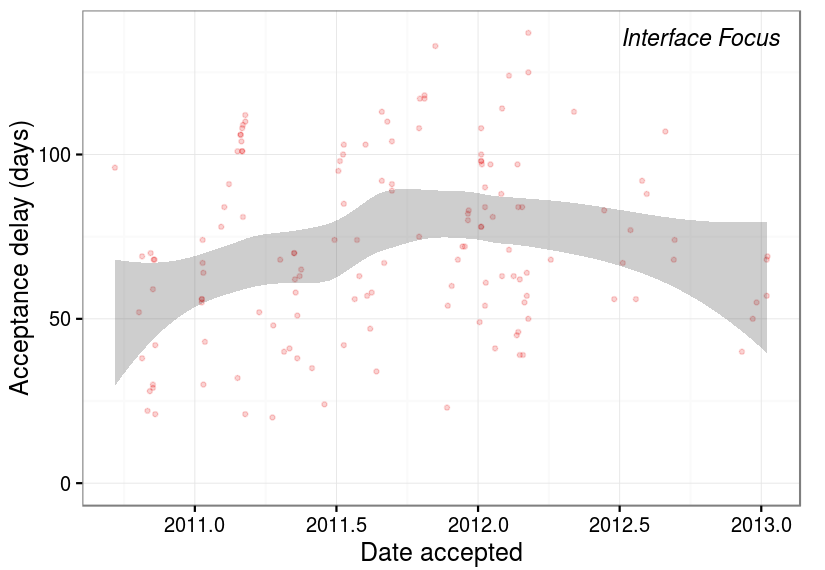 Interface Focus
Acceptance delay (days)
100
50
0
2011.0 2011.5 2012.0 2012.5 2013.0
Date accepted